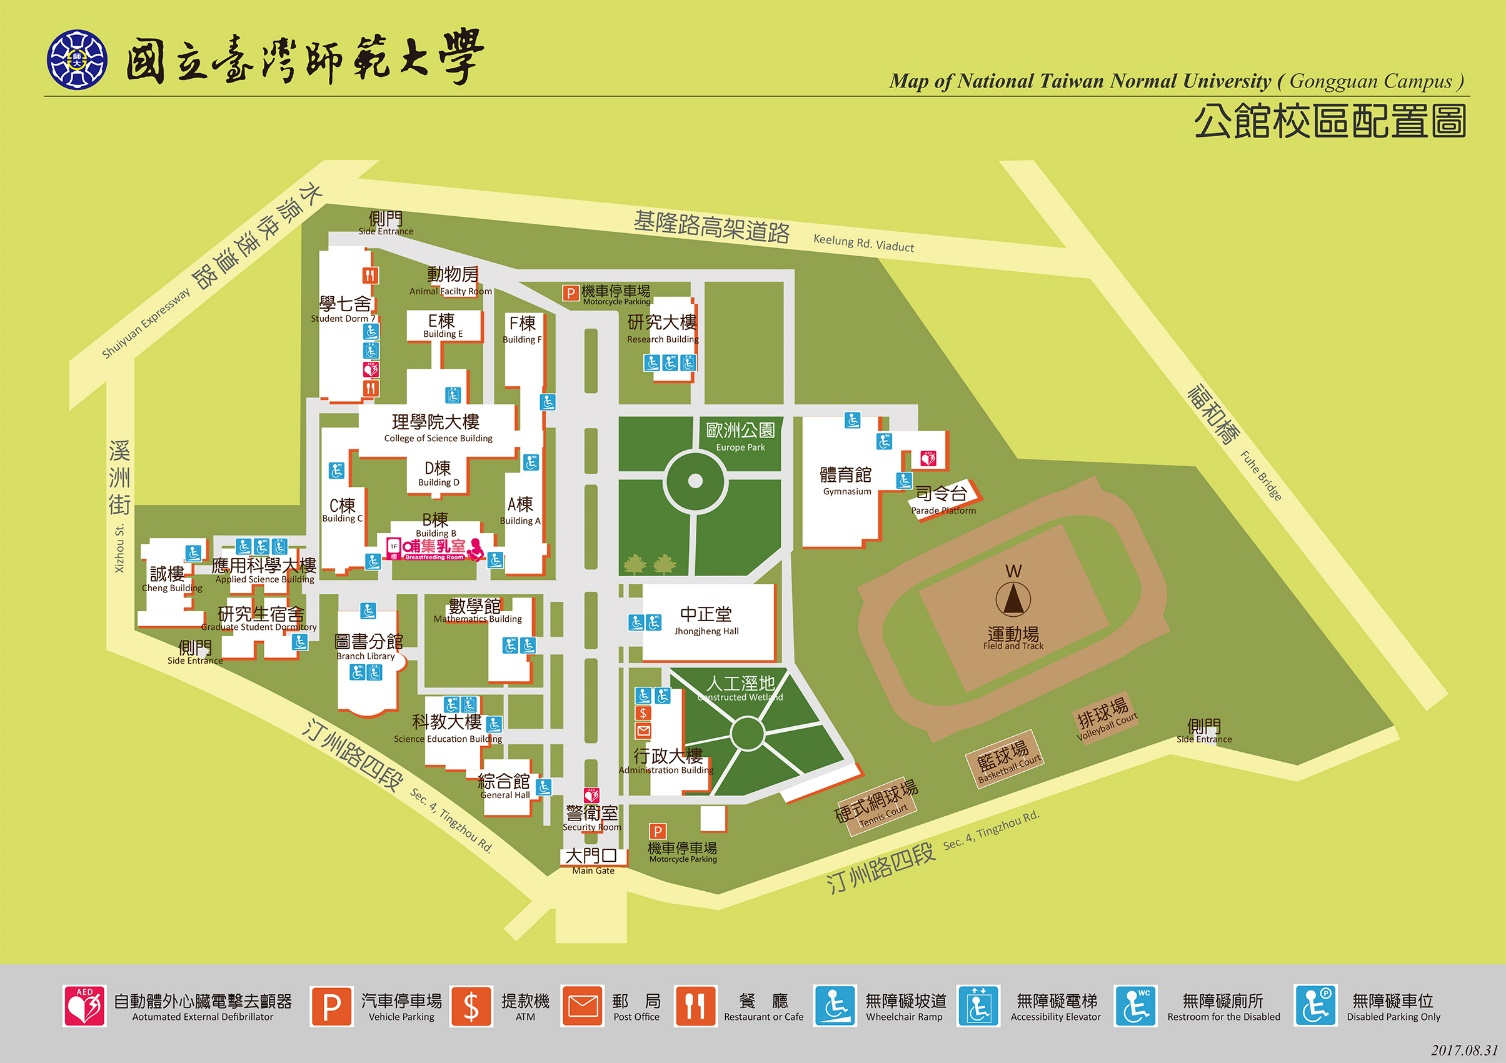 國立臺灣師範大學
師大
Map of National Taiwan Normal University ( Gongguan Campus )
公館校區配置圖
水源快速道路
Shuiyuan Expressway
側門
Side Entrance
基隆路高架道路
Keelung Rd. Viaduct
動物房
Animal Facilty Room
機車停車場
Motorcycle Parking
學七舍
Student Dorm 7
E棟
Building E
F棟
Building F
研究大樓
Research Building
福和橋
Fuhe Bridge
理學院大樓
College of Science Building
歐洲公園
Europe Park
溪洲街
Xizhou St.
D棟
Building D
體育館
Gymnasium
司令台
Parade Platform
C棟
Building C
A棟
Building A
B棟
Building B
1F
哺集乳室
Breastfeeding Room
誠樓
Cheng Building
應用科學大樓
Applied Science Building
W
運動場
Field and Track
研究生宿舍
Graduate Student Dormitory
數學館
Mathematics Building
中正堂
Jhongjheng Hall
側門
Side Entrance
圖書分館
Branch Library
人工溼地
Constructed Wetland
科教大樓
Science Education Building
排球場
Volleyball Court
側門
Side Entrance
汀州路四段
Sec. 4, Tingzhou Rd.
行政大樓
Administration Building
籃球場
Basketball Court
綜合館
General Hall
硬式網球場
Tennis Court
警衛室
Security Room
機車停車場
Motorcycle Parking
大門口
Main Gate
汀州路四段
Sec. 4, Tingzhou Rd.
AED
自動體外心臟電擊去顫器
Aotumated External Defibrillator
P
汽車停車場
Vehicle Parking
$
提款機
ATM
郵 局
Post Office
餐 廳
Restaurant or Cafe
無障礙坡道
Wheelchair Ramp
無障礙電梯
Accessibility Elevator
WC
無障礙廁所
Restroom for the Disabled
P
無障礙車位
Disabled Parking Only
2017.08.31